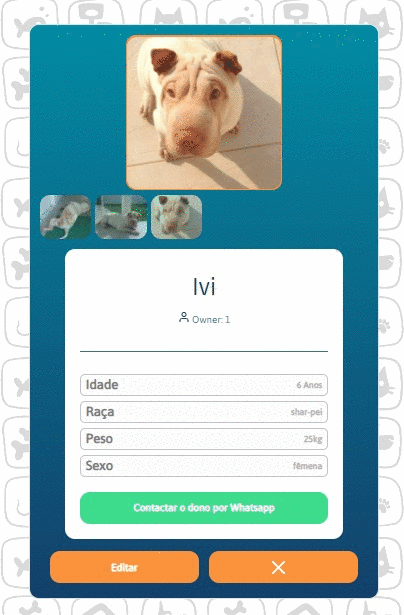 Ivi
Owner: 1
Idade 6 Anos
Raça shar-pei
Peso 25kg
Sexo fêmena
Contactar o dono por Whatsapp
Editar